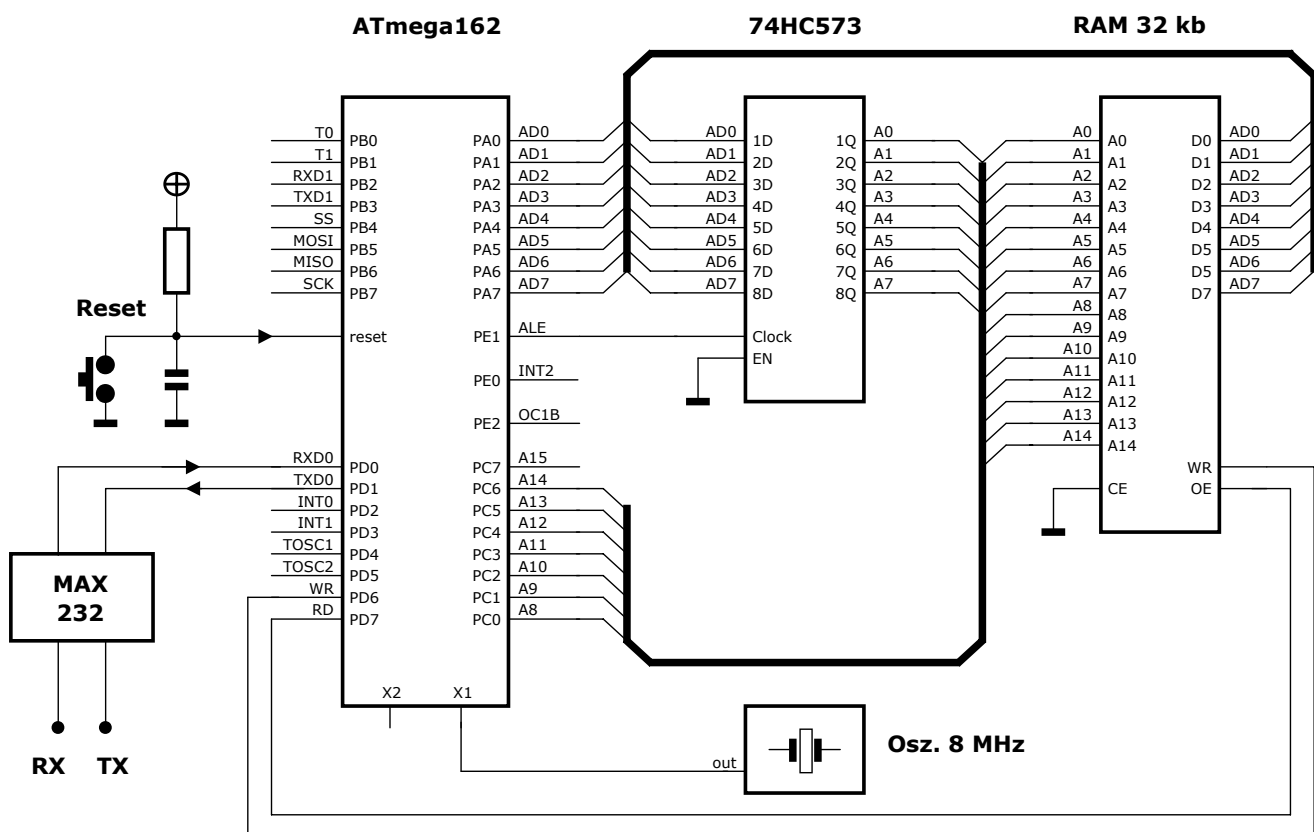 ATmega162
74HC573
RAM 32 kb
T0
T1
RXD1
TXD1
SS
MOSI
MISO
SCK
PB0
PB1
PB2
PB3
PB4
PB5
PB6
PB7
reset
PA0
PA1
PA2
PA3
PA4
PA5
PA6
PA7
AD0
AD1
AD2
AD3
AD4
AD5
AD6
AD7
PE1
ALE
PE0
INT2
PE2
OC1B
Reset
RXD0
TXD0
INT0
INT1
TOSC1
TOSC2
WR
RD
PD0
PD1
PD2
PD3
PD4
PD5
PD6
PD7
PC7
PC6
PC5
PC4
PC3
PC2
PC1
PC0
A15
A14
A13
A12
A11
A10
A9
A8
X2
X1
AD0
AD1
AD2
AD3
AD4
AD5
AD6
AD7
1D
2D
3D
4D
5D
6D
7D
8D
Clock
EN
1Q
2Q
3Q
4Q
5Q
6Q
7Q
8Q
A0
A1
A2
A3
A4
A5
A6
A7
A0
A1
A2
A3
A4
A5
A6
A7
A8
A9
A10
A11
A12
A13
A14
A0
A1
A2
A3
A4
A5
A6
A7
A8
A9
A10
A11
A12
A13
A14
CE
D0
D1
D2
D3
D4
D5
D5
D7
WR
OE
AD0
AD1
AD2
AD3
AD4
AD5
AD6
AD7
MAX
232
RX
TX
out
Osz. 8 MHz